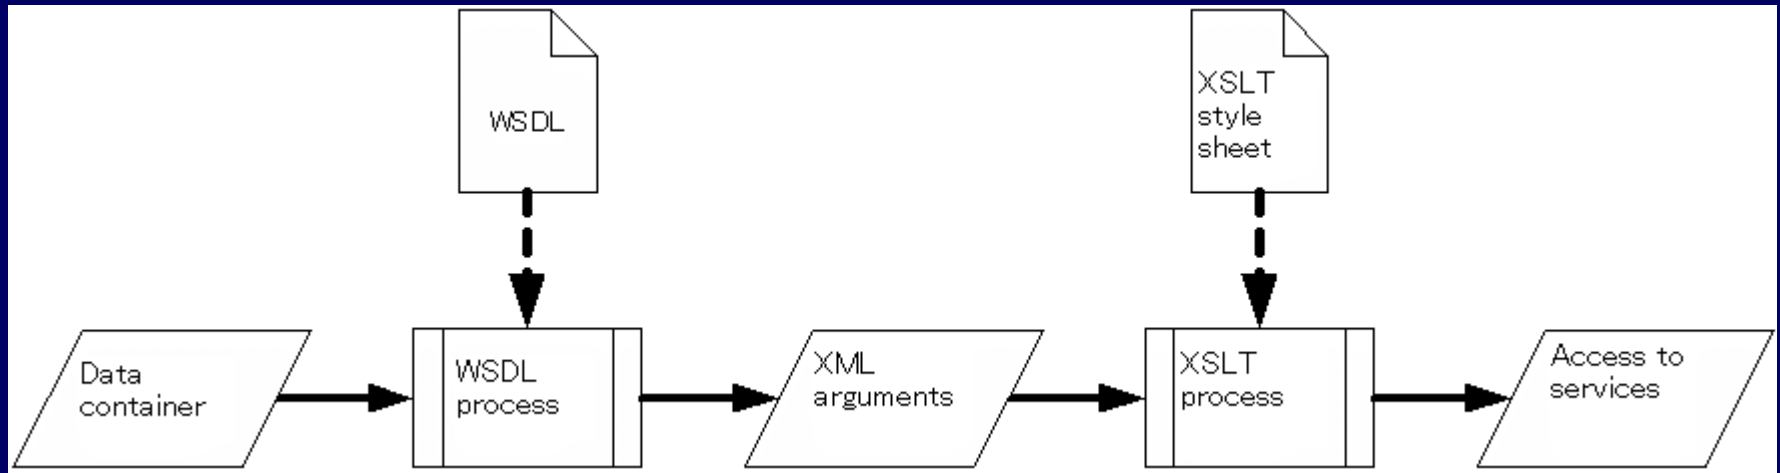 WSDL
XSLT
style
sheet
Data
container
WSDL
process
XML
arguments
XSLT
process
Access to
services